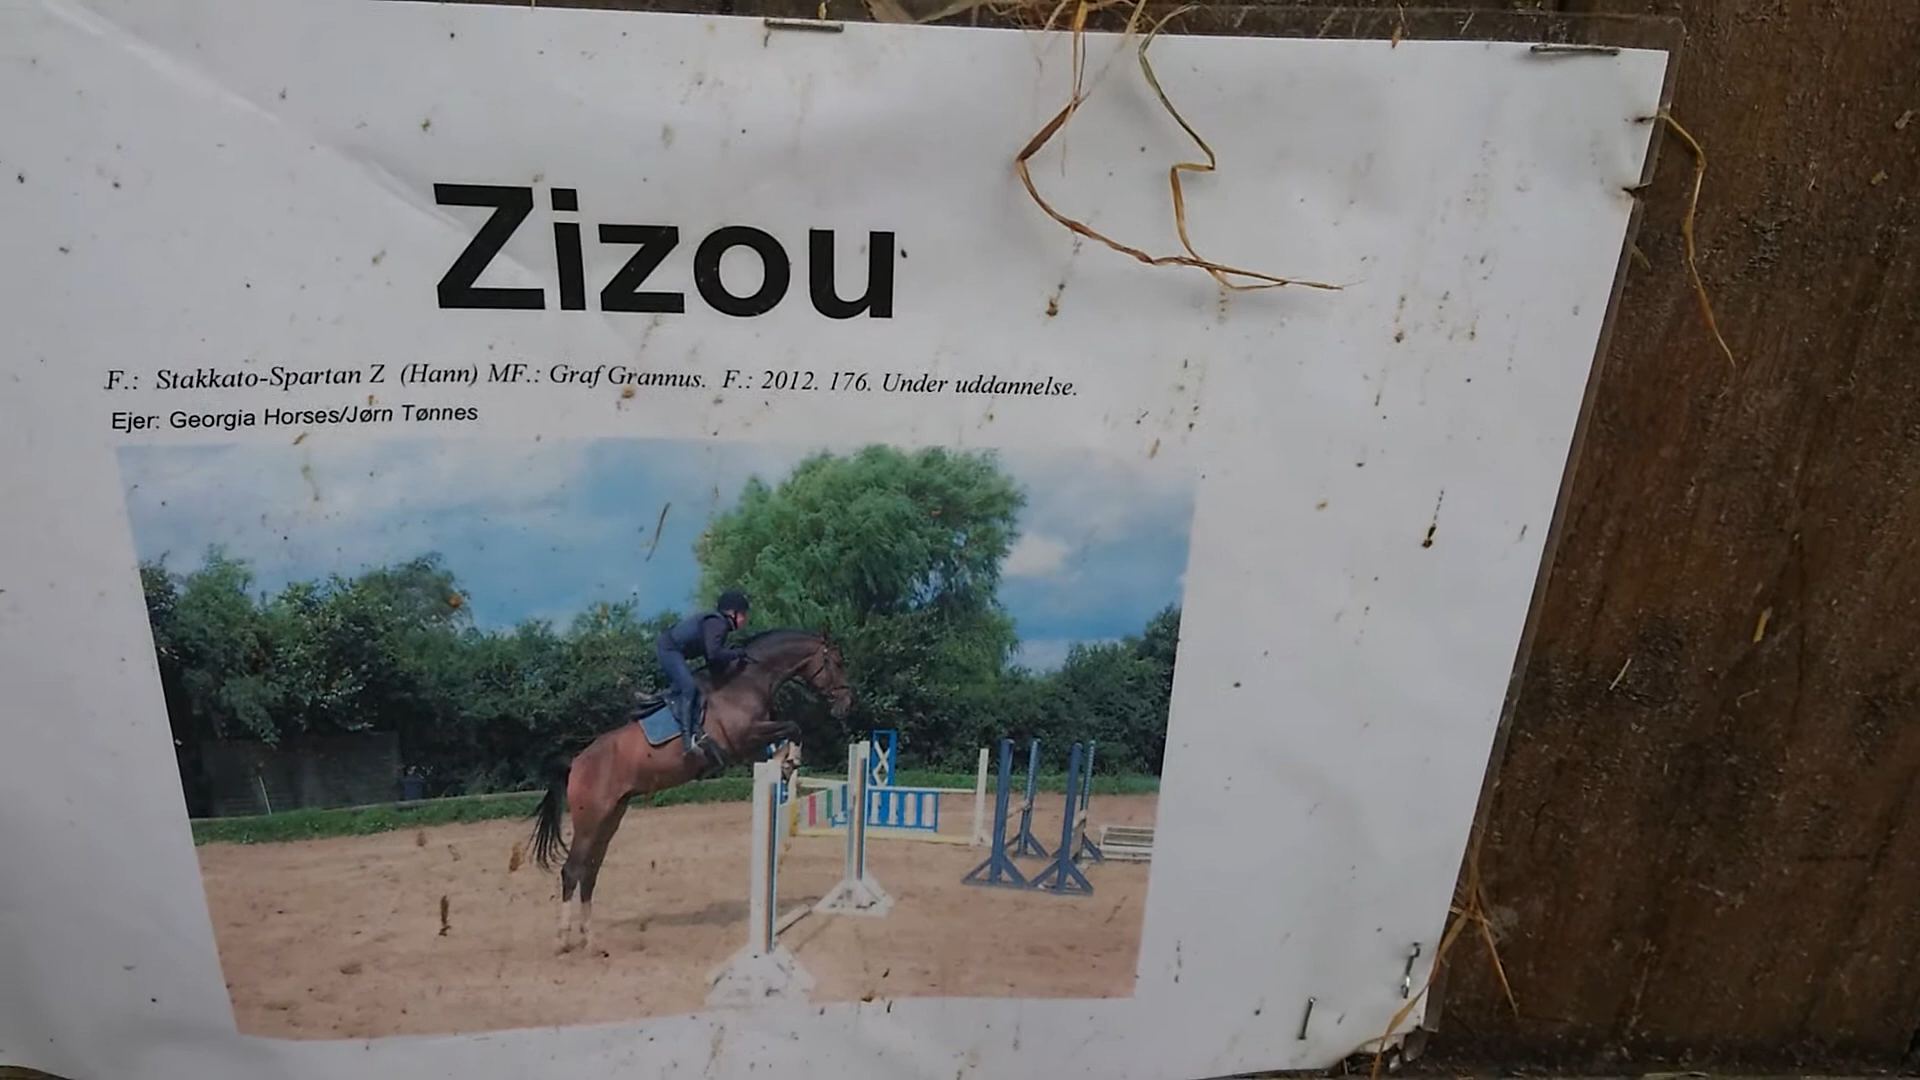 Zizou
F.: Stakkato-Spartan Z (Hann) MF.: Graf Grannus. F.: 2012. 176. Under uddannelse.
Ejer: Georgia Horses/Jørn Tønnes